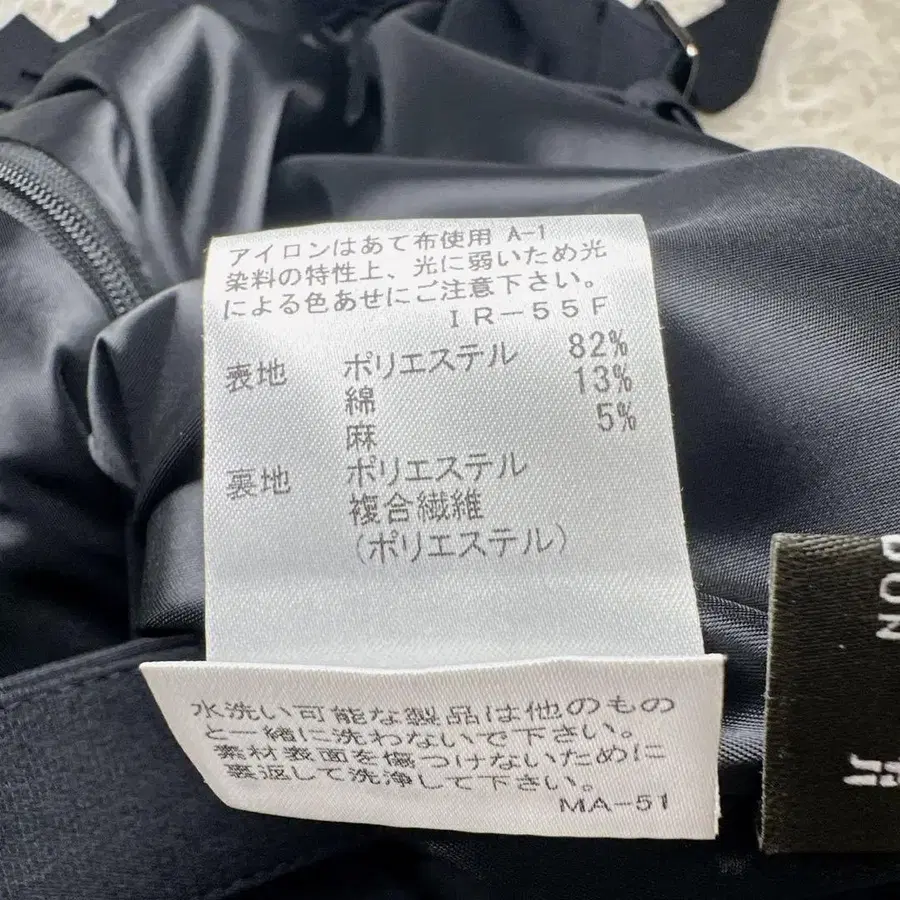 アイロンはあて布使用 A-1
染料の特性上、光に弱いため光
による色あせにご注意下さい。
IR-55F
表地 ポリエステル 82%
綿 13%
麻 5%
裏地 ポリエステル
複合繊維
(ポリエステル)
水洗い可能な製品は他のもの
と一緒に洗わないで下さい。
素材表面を傷つけないために
裏返して洗浄して下さい。
MA-51
DON